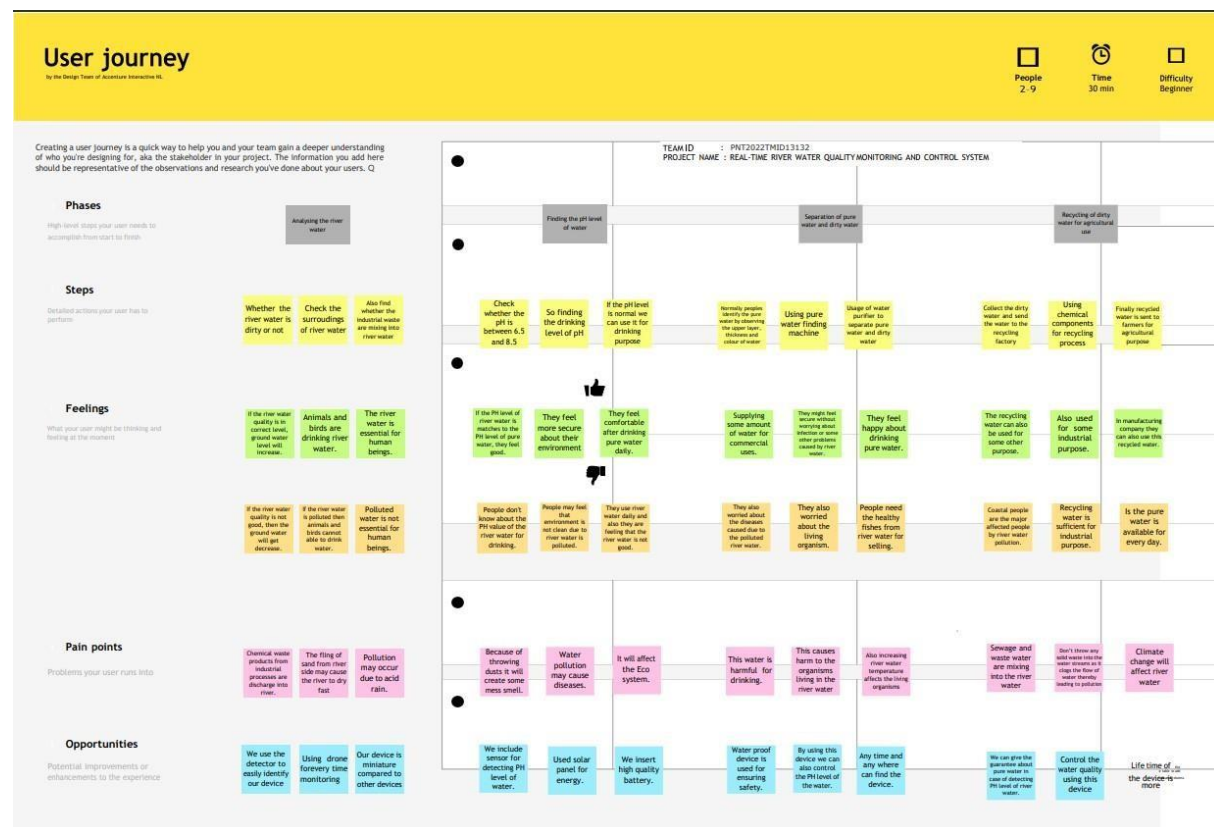 User journey
by the Design Team of Accenture Interactive NL
People
2-9
Time
30 min
Difficulty
Beginner
Creating a user journey is a quick way to help you and your team gain a deeper understanding
of who you're designing for, aka the stakeholder in your project. The information you add here
should be representative of the observations and research you've done about your users. Q
TEAM ID : PNT2022TMID13132
PROJECT NAME : REAL-TIME RIVER WATER QUALITY MONITORING AND CONTROL SYSTEM
Phases
High-level steps your user needs to
accomplish from start to finish
Analysing the river
water
Finding the pH level
of water
Separation of pure
water and dirty water
Recycling of dirty
water for agricultural
use
Steps
Detailed actions your user has to
perform
Whether the
river water is
dirty or not
Check the
surroudings
of river water
Also find
whether the
industrial waste
are mixing into
river water
Check
whether the
pH is
between 6.5
and 8.5
So finding
the drinking
level of pH
If the pH level
is normal we
can use it for
drinking
purpose
Normally peoples
identify the pure
water by observing
the upper layer,
thickness and
colour of water
Using pure
water finding
machine
Usage of water
purifier to
separate pure
water and dirty
water
Collect the dirty
water and send
the water to the
recycling
factory
Using
chemical
components
for recycling
process
Finally recycled
water is sent to
farmers for
agricultural
purpose
Feelings
What your user might be thinking and
feeling at the moment
If the river water
quality is in
correct level,
ground water
level will
increase.
Animals and
birds are
drinking river
water.
The river
water is
essential for
human
beings.
If the PH level of
river water is
matches to the
PH level of pure
water, they feel
good.
They feel
more secure
about their
environment
They feel
comfortable
after drinking
pure water
daily.
Supplying
some amount
of water for
commercial
uses.
They might feel
secure without
worrying about
infection or some
other problems
caused by river
water.
They feel
happy about
drinking
pure water.
The recycling
water can also
be used for
some other
purpose.
Also used
for some
industrial
purpose.
In manufacturing
company they
can also use this
recycled water.
If the river water
quality is not
good, then the
ground water
will get
decrease.
If the river water
is polluted then
animals and
birds cannot
able to drink
water.
Polluted
water is not
essential for
human
beings.
People don't
know about the
PH value of the
river water for
drinking.
People may feel
that
environment is
not clean due to
river water is
polluted.
They use river
water daily and
also they are
feeling that the
river water is not
good.
They also
worried about
the diseases
caused due to
the polluted
river water.
They also
worried
about the
living
organism.
People need
the healthy
fishes from
river water for
selling.
Coastal people
are the major
affected people
by river water
pollution.
Recycling
water is
sufficient for
industrial
purpose.
Is the pure
water is
available for
every day.
Pain points
Problems your user runs into
Chemical waste
products from
industrial
processes are
discharge into
river.
The fling of
sand from river
side may cause
the river to dry
fast
Pollution
may occur
due to acid
rain.
Because of
throwing
dusts it will
create some
mess smell.
Water
pollution
may cause
diseases.
It will affect
the Eco
system.
This water is
harmful for
drinking.
This causes
harm to the
organisms
living in the
river water
Also increasing
river water
temperature
affects the living
organisms
Sewage and
waste water
are mixing
into the river
water
Don't throw any
solid waste into the
water streams as it
clogs the flow of
water thereby
leading to pollution
Climate
change will
affect river
water
Opportunities
Potential improvements or
enhancements to the experience
We use the
detector to
easily identify
our device
Using drone
forevery time
monitoring
Our device is
miniature
compared to
other devices
We include
sensor for
detecting PH
level of
water.
Used solar
panel for
energy.
We insert
high quality
battery.
Water proof
device is
used for
ensuring
safety.
By using this
device we can
also control
the PH level of
the water.
Any time and
any where
can find the
device.
We can give the
guarantee about
pure water in
case of detecting
PH level of river
water.
Control the
water quality
using this
device
Life time of
the device is
more